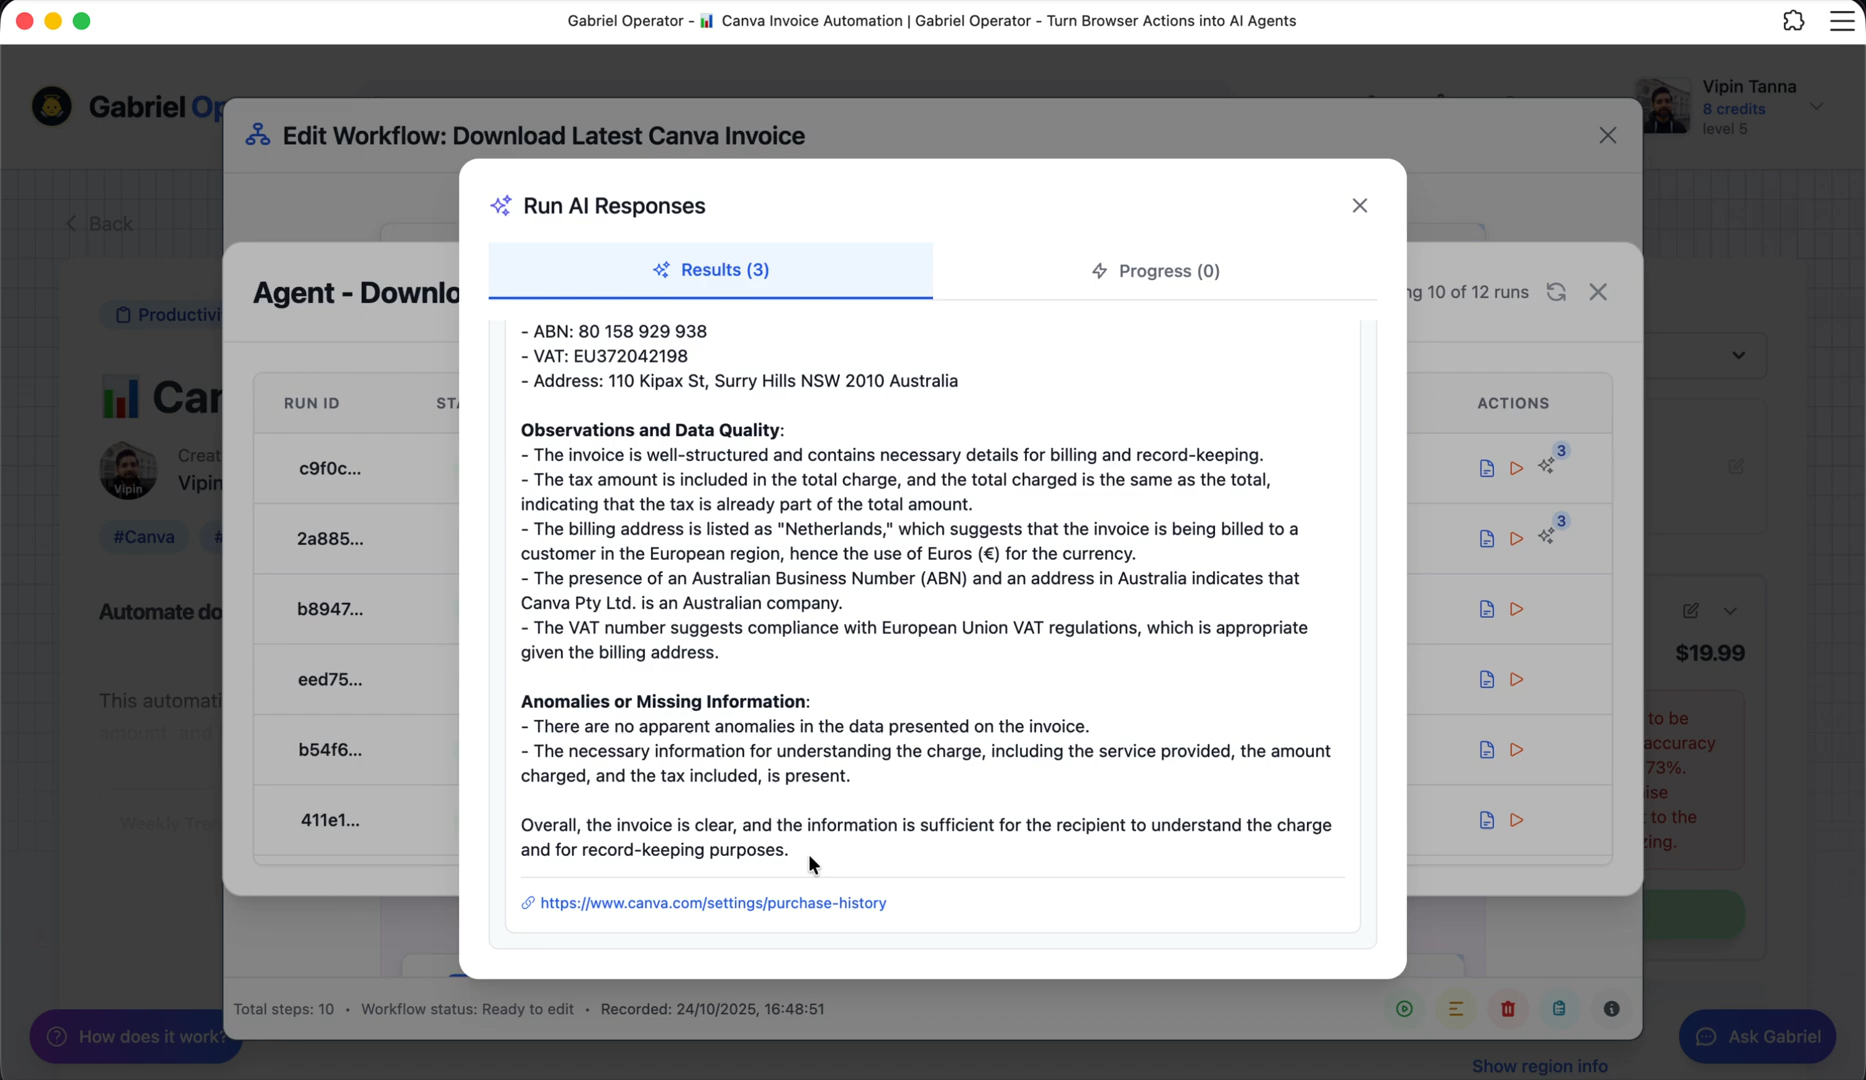 Gabriel Operator - 📊 Canva Invoice Automation | Gabriel Operator - Turn Browser Actions into AI Agents
Gabriel Op
Vipin Tanna
8 credits
level 5
Edit Workflow: Download Latest Canva Invoice
Back
Run AI Responses
Results (3)
Progress (0)
Agent - Downlo
ng 10 of 12 runs
Productivi
Can
Creat
Vipin
Vipin
#Canva
#
Automate do
This automati
amount, and
Weekly Tre
RUN ID
STA
ACTIONS
c9f0c...
3
2a885...
3
b8947...
eed75...
b54f6...
411e1...
- ABN: 80 158 929 938
- VAT: EU372042198
- Address: 110 Kipax St, Surry Hills NSW 2010 Australia
Observations and Data Quality:
- The invoice is well-structured and contains necessary details for billing and record-keeping.
- The tax amount is included in the total charge, and the total charged is the same as the total,
indicating that the tax is already part of the total amount.
- The billing address is listed as "Netherlands," which suggests that the invoice is being billed to a
customer in the European region, hence the use of Euros (€) for the currency.
- The presence of an Australian Business Number (ABN) and an address in Australia indicates that
Canva Pty Ltd. is an Australian company.
- The VAT number suggests compliance with European Union VAT regulations, which is appropriate
given the billing address.
Anomalies or Missing Information:
- There are no apparent anomalies in the data presented on the invoice.
- The necessary information for understanding the charge, including the service provided, the amount
charged, and the tax included, is present.
Overall, the invoice is clear, and the information is sufficient for the recipient to understand the charge
and for record-keeping purposes.
https://www.canva.com/settings/purchase-history
$19.99
to be
accuracy
73%.
ise
to the
zing.
Total steps: 10 • Workflow status: Ready to edit • Recorded: 24/10/2025, 16:48:51
How does it work?
Ask Gabriel
Show region info